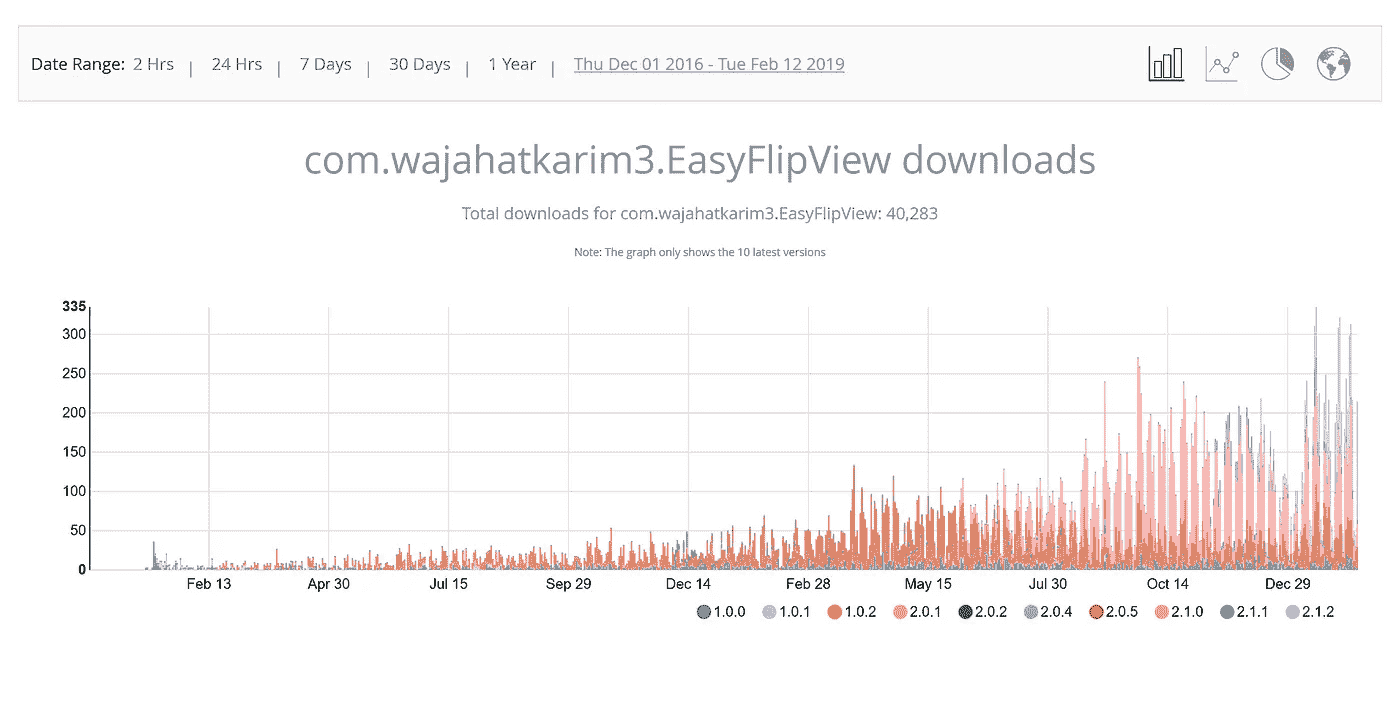 Date Range: 2 Hrs | 24 Hrs | 7 Days | 30 Days | 1 Year | Thu Dec 01 2016 - Tue Feb 12 2019
com.wajahatkarim3.EasyFlipView downloads
Total downloads for com.wajahatkarim3.EasyFlipView: 40,283
Note: The graph only shows the 10 latest versions
335
300
250
200
150
100
50
0
Feb 13 Apr 30 Jul 15 Sep 29 Dec 14 Feb 28 May 15 Jul 30 Oct 14 Dec 29
1.0.0 1.0.1 1.0.2 2.0.1 2.0.2 2.0.4 2.0.5 2.1.0 2.1.1 2.1.2